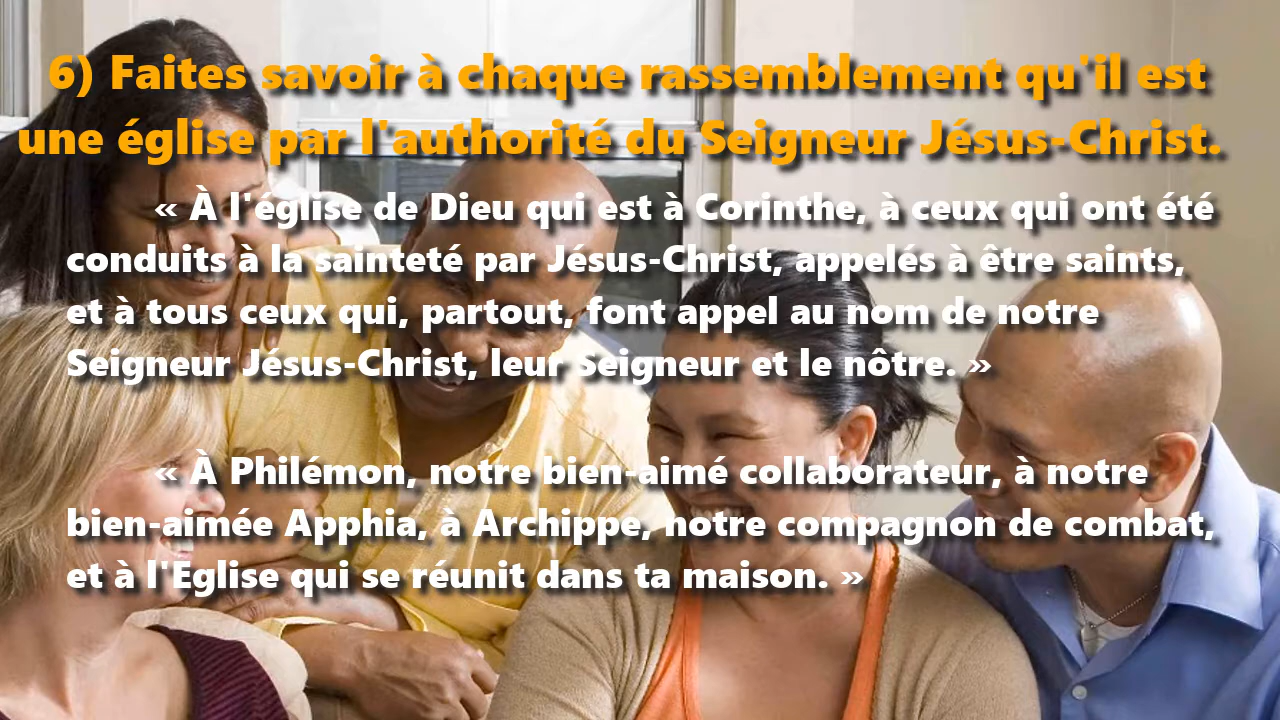 6) Faites savoir à chaque rassemblement qu'il est
une église par l'authorité du Seigneur Jésus-Christ.
« À l'église de Dieu qui est à Corinthe, à ceux qui ont été
conduits à la sainteté par Jésus-Christ, appelés à être saints,
et à tous ceux qui, partout, font appel au nom de notre
Seigneur Jésus-Christ, leur Seigneur et le nôtre. »
« À Philémon, notre bien-aimé collaborateur, à notre
bien-aimée Apphia, à Archippe, notre compagnon de combat,
et à l'Eglise qui se réunit dans ta maison. »